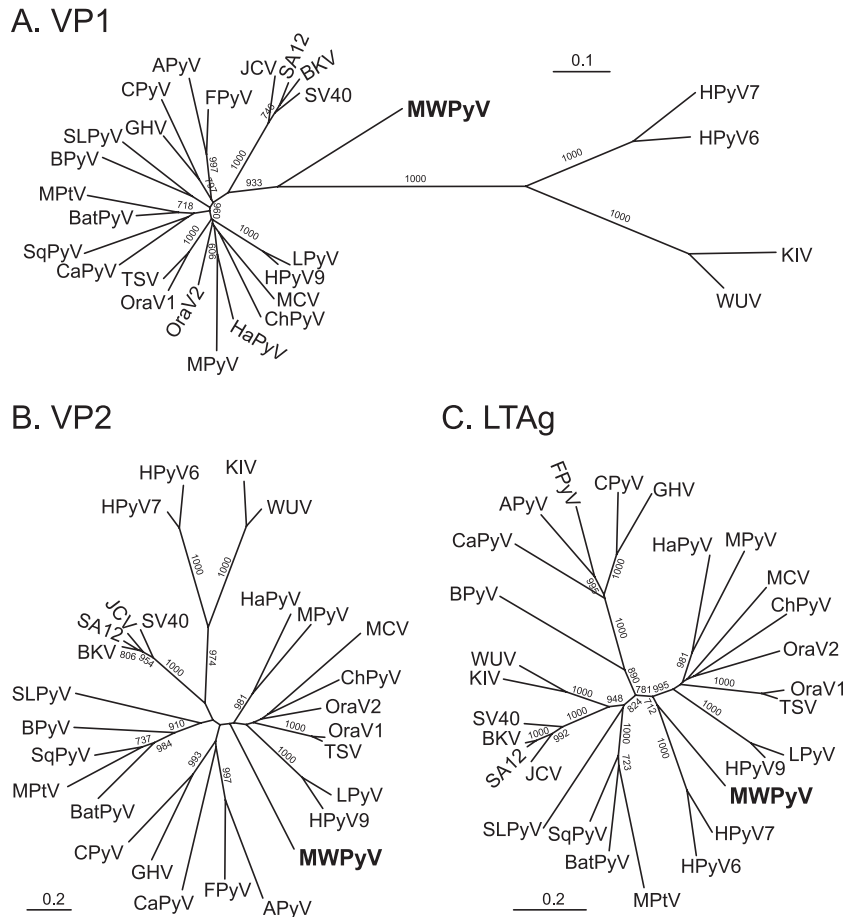 A. VP1
APyV
CPyV
FPyV
GHV
SLPyV
BPyV
MPtV
BatPyV
SqPyV
CaPyV
TSV
OraV1
OraV2
MPyV
HaPyV
ChPyV
MCV
HPyV9
LPyV
JCV
SA12
BKV
SV40
MWPyV
0.1
HPyV7
HPyV6
KIV
WUV
746
1000
997
797
933
1000
718
960
1000
606
1000
1000
1000
B. VP2
HPyV6
HPyV7
KIV
WUV
1000
1000
974
JCV
SA12
SV40
BKV
806
954
1000
HaPyV
MPyV
MCV
ChPyV
OraV2
OraV1
TSV
LPyV
HPyV9
MWPyV
981
1000
1000
SLPyV
BPyV
SqPyV
MPtV
BatPyV
910
737
984
CPyV
GHV
CaPyV
FPyV
APyV
993
997
0.2
C. LTAg
FPyV
CPyV
GHV
APyV
CaPyV
BPyV
995
1000
1000
890
HaPyV
MPyV
MCV
ChPyV
OraV2
OraV1
TSV
LPyV
HPyV9
MWPyV
HPyV7
HPyV6
981
1000
1000
781
995
712
1000
WUV
KIV
SV40
BKV
SA12
JCV
1000
948
1000
1000
992
824
SLPyV
SqPyV
BatPyV
MPtV
1000
723
0.2